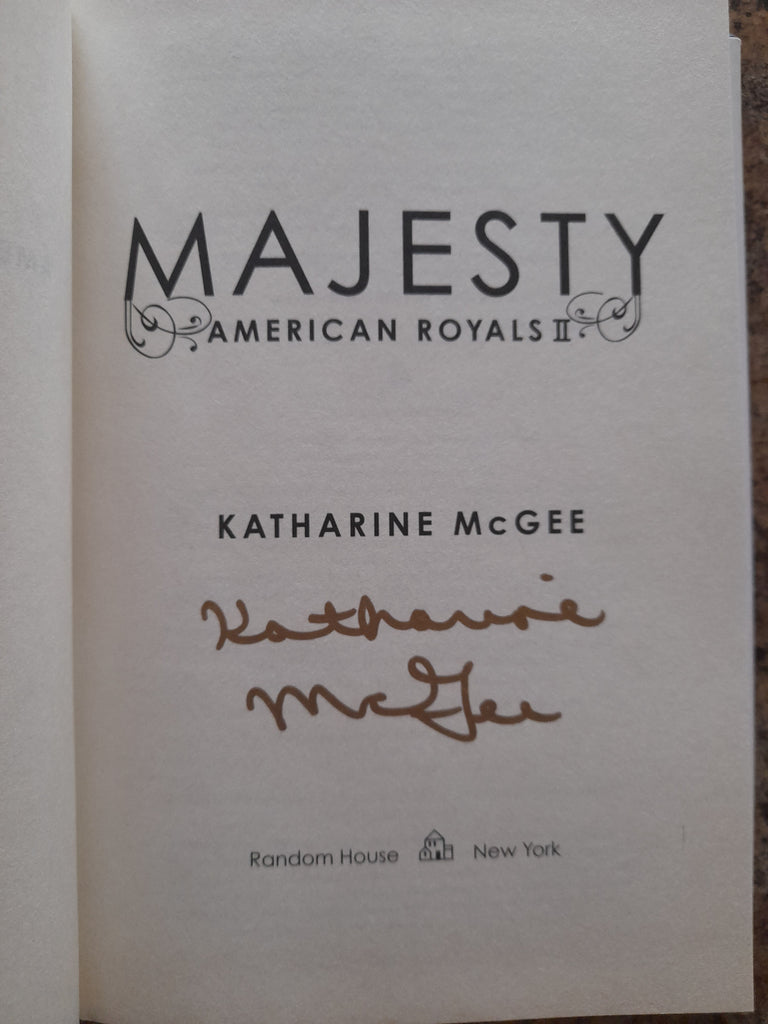 MAJESTY
AMERICAN ROYALS II
KATHARINE McGEE
Katharine
McGee
Random House New York